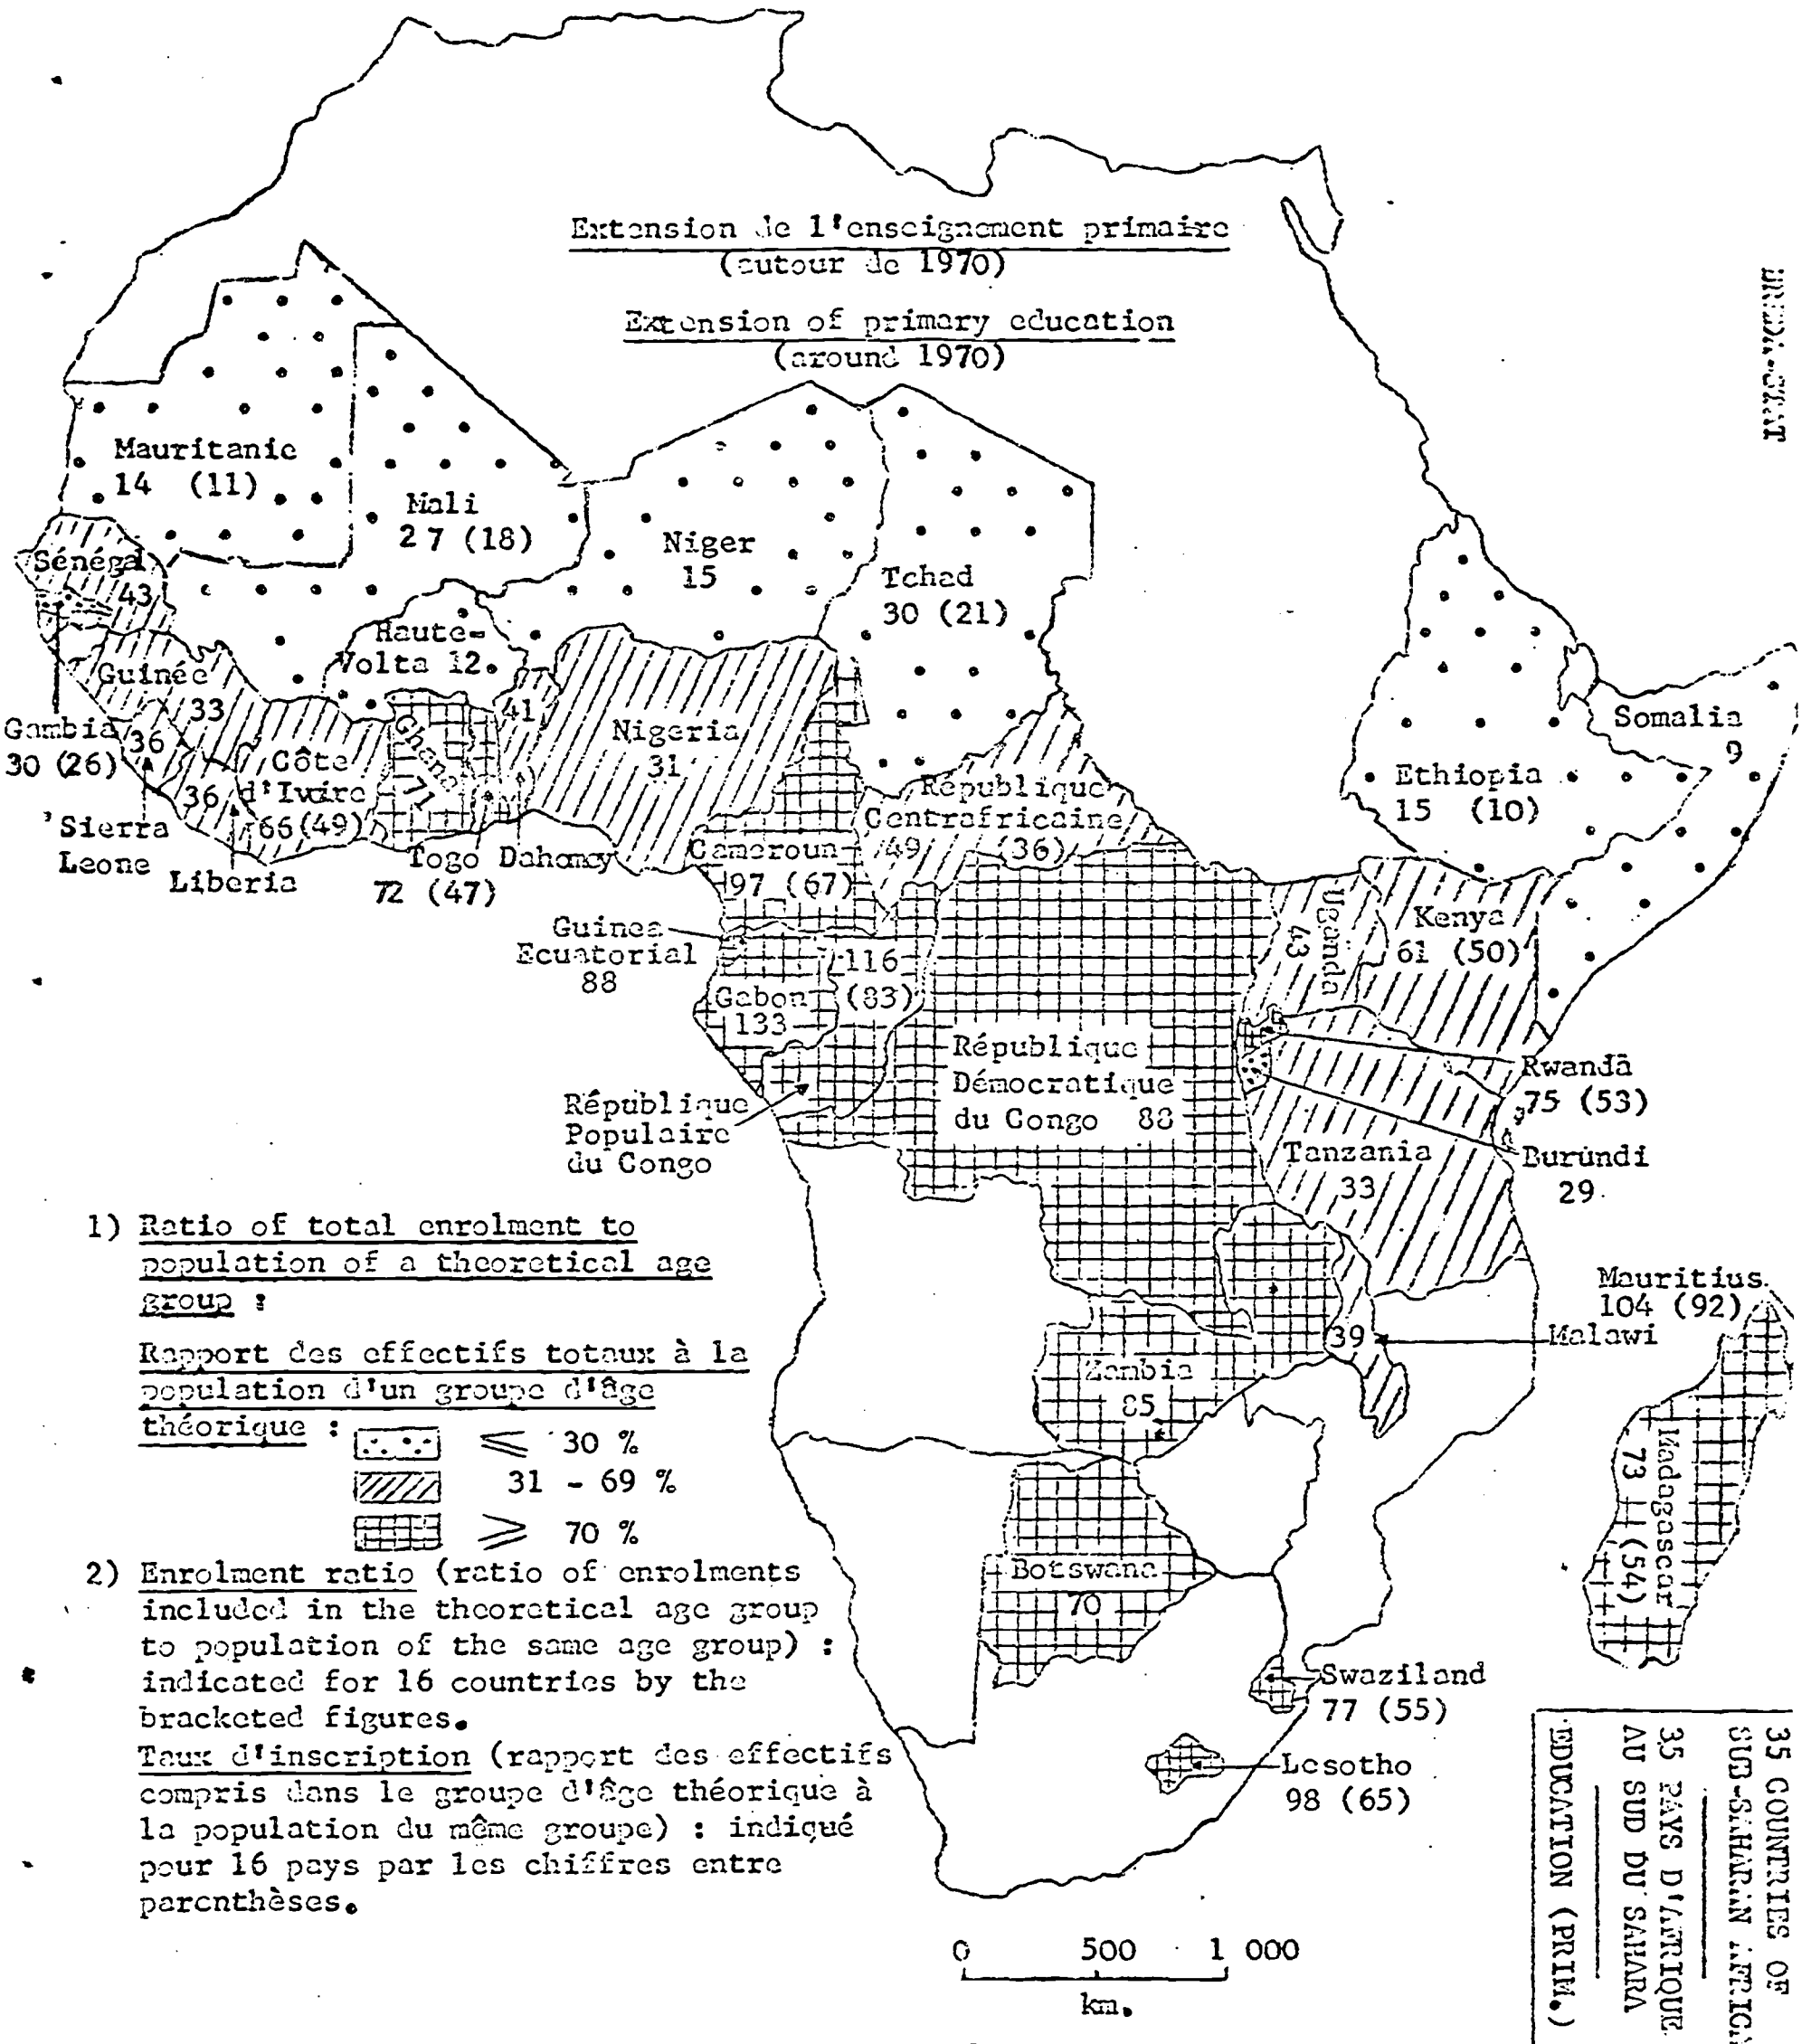 Extension de l'enseignement primaire
(autour de 1970)
Extension of primary education
(around 1970)
Mauritanie
14 (11)
Mali
27 (18)
Niger
15
Tchad
30 (21)
Sénégal
43
Haute-
Volta 12
Guinée
33
Gambia
30 (26)
36
Sierra
Leone
36
Liberia
Côte
d'Ivoire
66 (49)
Ghana
71
Togo
72 (47)
Dahomey
41
Nigeria
31
Cameroun
97 (67)
République
Centrafricaine
49 (36)
Ethiopia
15 (10)
Somalia
9
Guinea
Ecuatorial
88
Gabon
133
116
(83)
République
Populaire
du Congo
République
Démocratique
du Congo 88
Uganda
43
Kenya
61 (50)
Rwanda
75 (53)
Burundi
29
Tanzania
33
Mauritius
104 (92)
Malawi
39
Zambia
85
Madagascar
73 (54)
Botswana
70
Swaziland
77 (55)
Lesotho
98 (65)
1) Ratio of total enrolment to
population of a theoretical age
group :
Rapport des effectifs totaux à la
population d'un groupe d'âge
théorique :
≤ 30 %
31 - 69 %
≥ 70 %
2) Enrolment ratio (ratio of enrolments
included in the theoretical age group
to population of the same age group) :
indicated for 16 countries by the
bracketed figures.
Taux d'inscription (rapport des effectifs
compris dans le groupe d'âge théorique à
la population du même groupe) : indiqué
pour 16 pays par les chiffres entre
parenthèses.
0 500 1 000
km.
35 COUNTRIES OF
SUB-SAHARAN AFRICA
35 PAYS D'AFRIQUE
AU SUD DU SAHARA
EDUCATION (PRIM.)